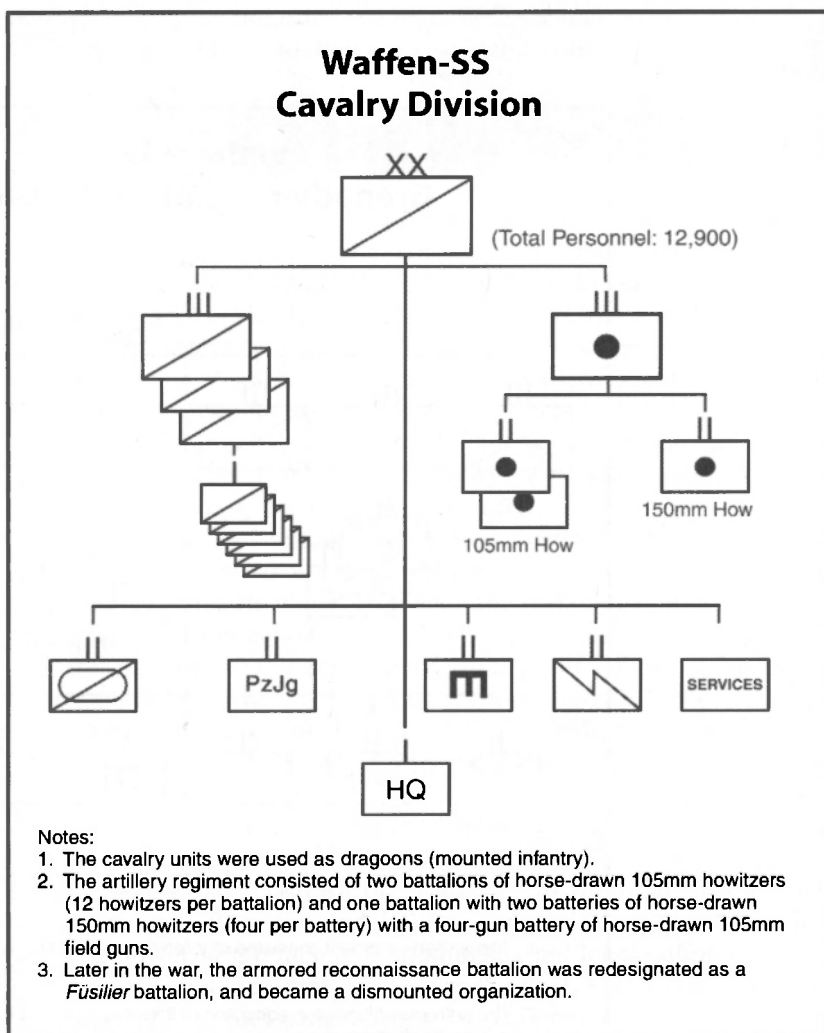 Waffen-SS
Cavalry Division
XX
(Total Personnel: 12,900)
III
III
II
II
I
150mm How
105mm How
II
II
II
II
PzJg
SERVICES
I
HQ
Notes:
1. The cavalry units were used as dragoons (mounted infantry).
2. The artillery regiment consisted of two battalions of horse-drawn 105mm howitzers
(12 howitzers per battalion) and one battalion with two batteries of horse-drawn
150mm howitzers (four per battery) with a four-gun battery of horse-drawn 105mm
field guns.
3. Later in the war, the armored reconnaissance battalion was redesignated as a
Füsilier battalion, and became a dismounted organization.